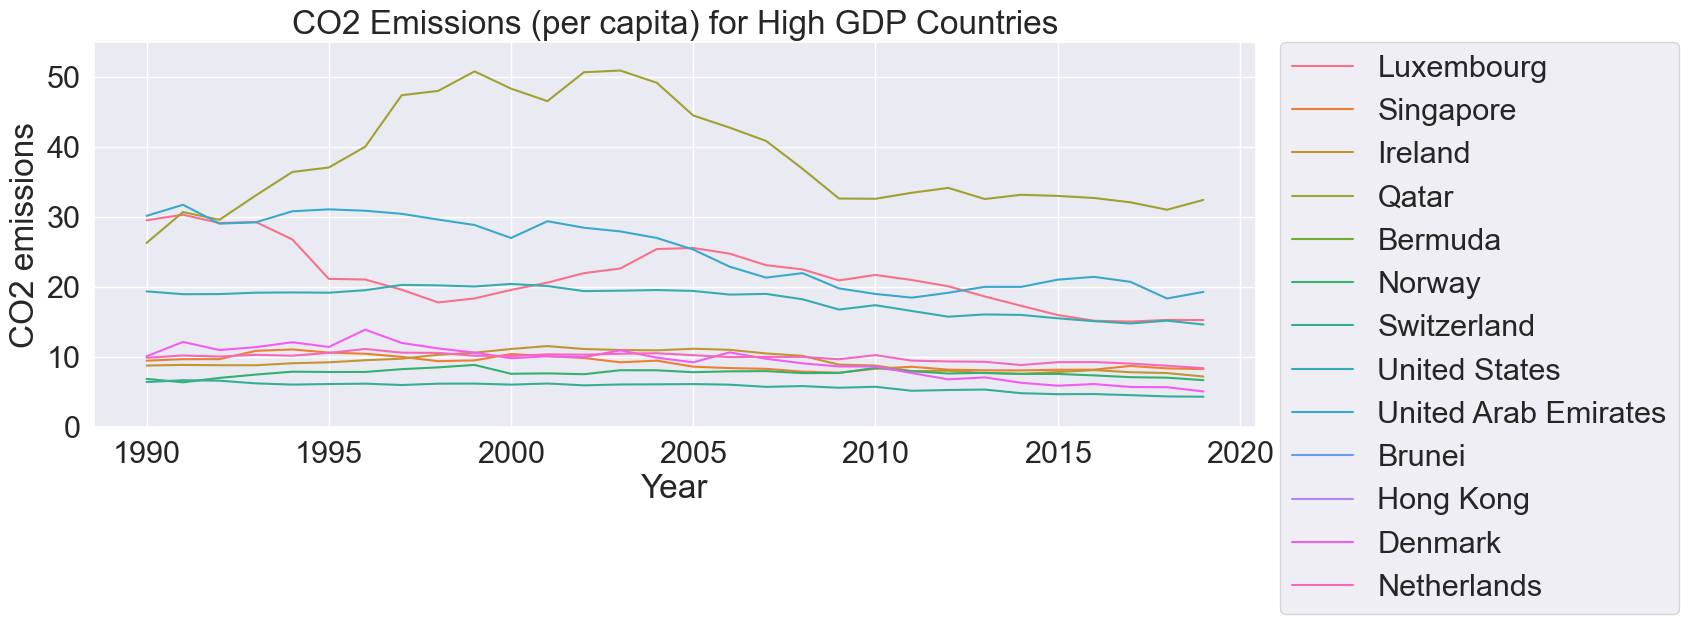 CO2 Emissions (per capita) for High GDP Countries
CO2 emissions
50
40
30
20
10
0
1990 1995 2000 2005 2010 2015 2020
Year
Luxembourg
Singapore
Ireland
Qatar
Bermuda
Norway
Switzerland
United States
United Arab Emirates
Brunei
Hong Kong
Denmark
Netherlands